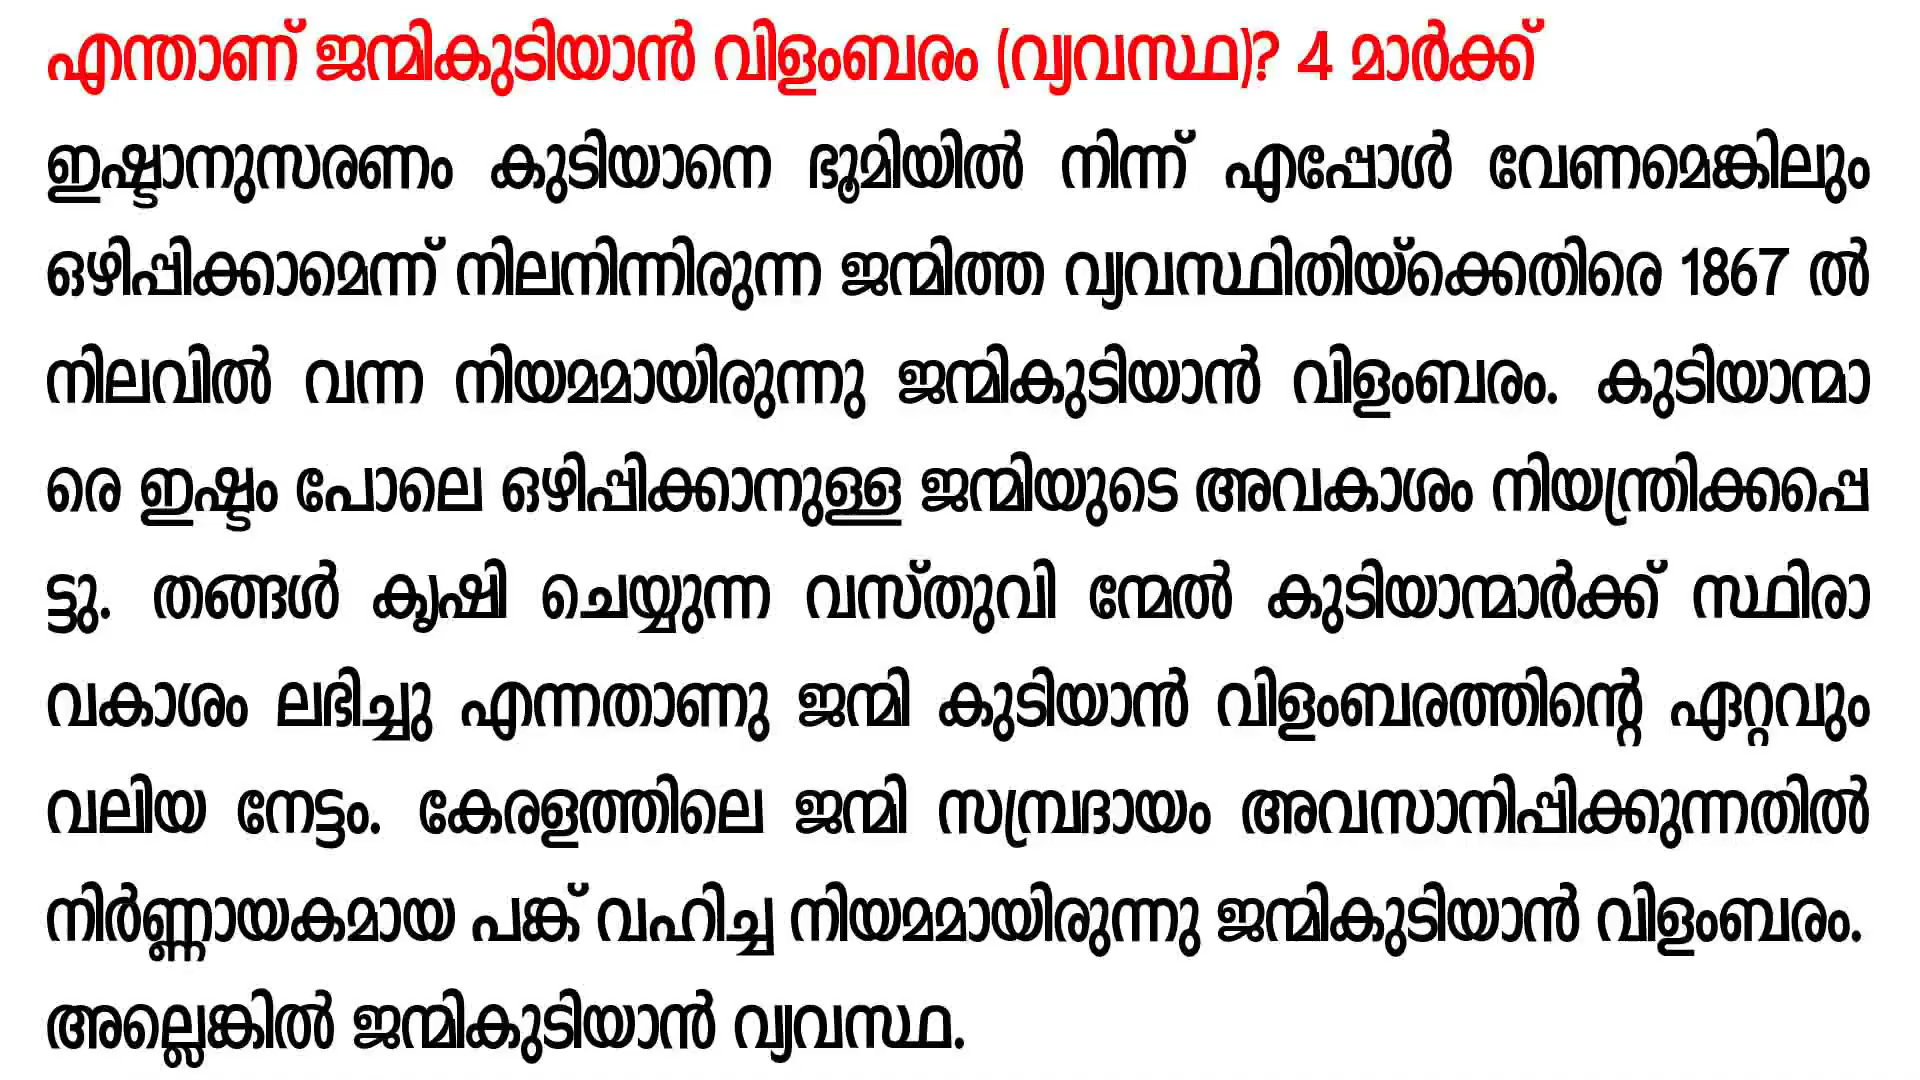 എന്താണ് ജന്മികുടിയാൻ വിളംബരം (വ്യവസ്ഥ)? 4 മാർക്ക്
ഇഷ്ടാനുസരണം കുടിയാനെ ഭൂമിയിൽ നിന്ന് എപ്പോൾ വേണമെങ്കിലും
ഒഴിപ്പിക്കാമെന്ന് നിലനിന്നിരുന്ന ജന്മിത്ത വ്യവസ്ഥിതിയ്ക്കെതിരെ 1867 ൽ
നിലവിൽ വന്ന നിയമമായിരുന്നു ജന്മികുടിയാൻ വിളംബരം. കുടിയാന്മാ
രെ ഇഷ്ടം പോലെ ഒഴിപ്പിക്കാനുള്ള ജന്മിയുടെ അവകാശം നിയന്ത്രിക്കപ്പെ
ട്ടു. തങ്ങൾ കൃഷി ചെയ്യുന്ന വസ്തുവി ന്മേൽ കുടിയാന്മാർക്ക് സ്ഥിരാ
വകാശം ലഭിച്ചു എന്നതാണു ജന്മി കുടിയാൻ വിളംബരത്തിന്റെ ഏറ്റവും
വലിയ നേട്ടം. കേരളത്തിലെ ജന്മി സമ്പ്രദായം അവസാനിപ്പിക്കുന്നതിൽ
നിർണ്ണായകമായ പങ്ക് വഹിച്ച നിയമമായിരുന്നു ജന്മികുടിയാൻ വിളംബരം.
അല്ലെങ്കിൽ ജന്മികുടിയാൻ വ്യവസ്ഥ.